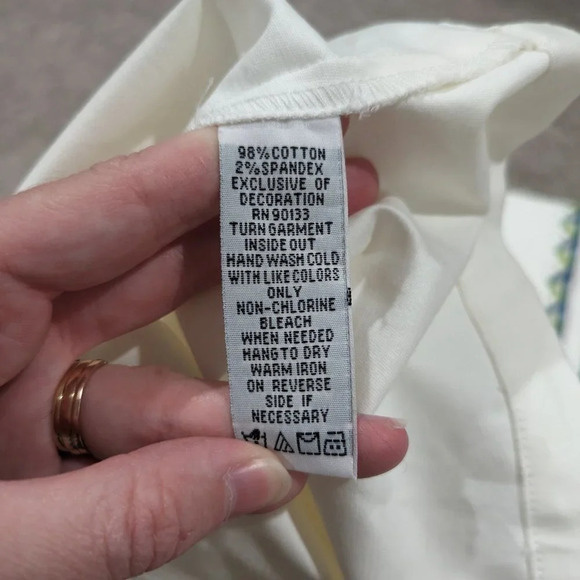 98% COTTON
2% SPANDEX
EXCLUSIVE OF
DECORATION
RN 90133
TURN GARMENT
INSIDE OUT
HAND WASH COLD
WITH LIKE COLORS
ONLY
NON-CHLORINE
BLEACH
WHEN NEEDED
HANG TO DRY
WARM IRON
ON REVERSE
SIDE IF
NECESSARY